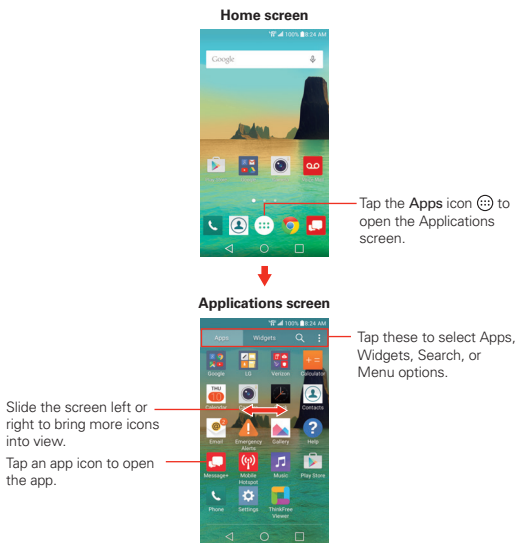 Home screen
100% 8:24 AM
Google
Tap the Apps icon to
open the Applications
screen.
Applications screen
100% 8:24 AM
Apps Widgets
Tap these to select Apps,
Widgets, Search, or
Menu options.
Google LG Verizon Calculator
THU
10
Calendar Contacts
Slide the screen left or
right to bring more icons
into view.
Email Emergency Alerts Gallery Help
Tap an app icon to open
the app.
Message+ Mobile Hotspot Music Play Store
Phone Settings ThinkFree Viewer